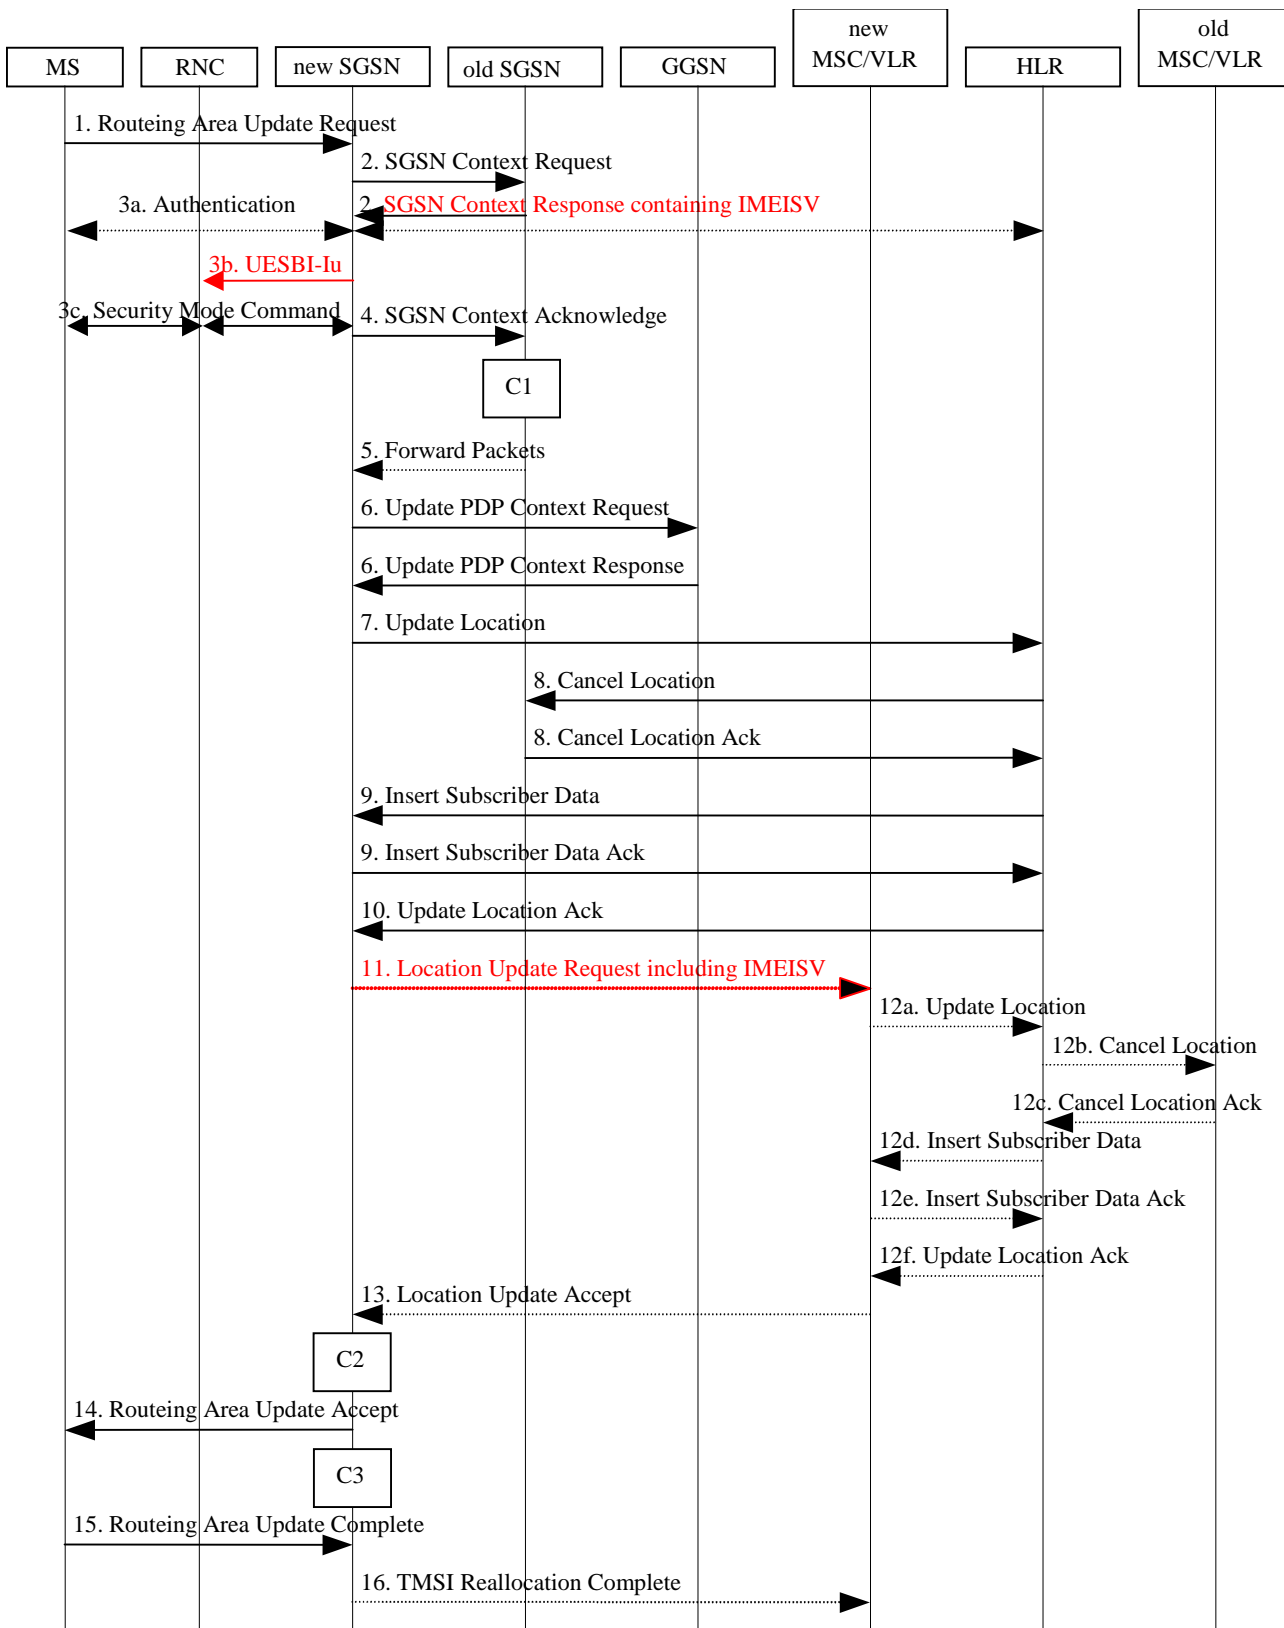 new
MSC/VLR
old
MSC/VLR
MS
RNC
new SGSN
old SGSN
GGSN
HLR
1. Routeing Area Update Request
2. SGSN Context Request
3a. Authentication
2. SGSN Context Response containing IMEISV
3b. UESBI-Iu
3c. Security Mode Command
4. SGSN Context Acknowledge
C1
5. Forward Packets
6. Update PDP Context Request
6. Update PDP Context Response
7. Update Location
8. Cancel Location
8. Cancel Location Ack
9. Insert Subscriber Data
9. Insert Subscriber Data Ack
10. Update Location Ack
11. Location Update Request including IMEISV
12a. Update Location
12b. Cancel Location
12c. Cancel Location Ack
12d. Insert Subscriber Data
12e. Insert Subscriber Data Ack
12f. Update Location Ack
13. Location Update Accept
C2
14. Routeing Area Update Accept
C3
15. Routeing Area Update Complete
16. TMSI Reallocation Complete